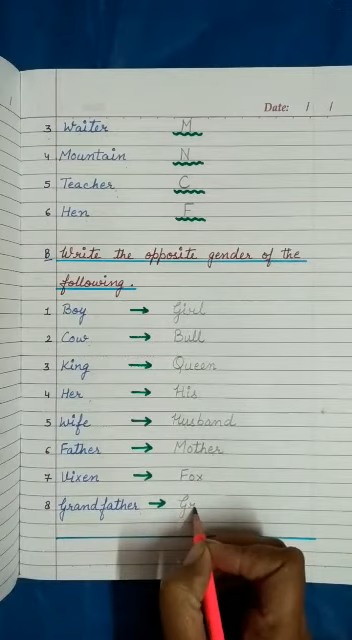 Date: / /
3 Waiter M
4 Mountain N
5 Teacher C
6 Hen F
B Write the opposite gender of the
following.
1 Boy → Girl
2 Cow → Bull
3 King → Queen
4 Her → His
5 Wife → Husband
6 Father → Mother
7 Vixen → Fox
8 Grandfather → Gr